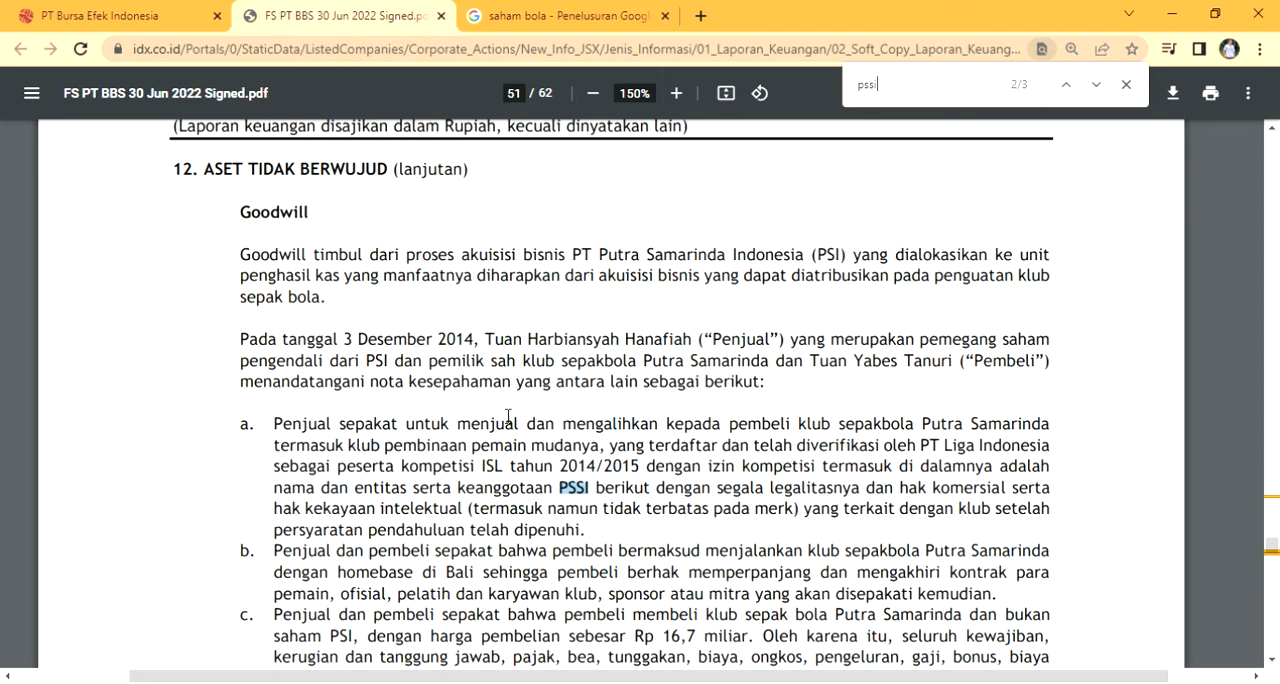 PT Bursa Efek Indonesia
FS PT BBS 30 Jun 2022 Signed.pd
saham bola - Penelusuran Goog
idx.co.id/Portals/0/StaticData/ListedCompanies/Corporate_Actions/New_Info_JSX/Jenis_Informasi/01_Laporan_Keuangan/02_Soft_Copy_Laporan_Keuang...
FS PT BBS 30 Jun 2022 Signed.pdf
51 / 62
150%
pssi
2/3
(Laporan keuangan disajikan dalam Rupiah, kecuali dinyatakan lain)
12. ASET TIDAK BERWUJUD (lanjutan)
Goodwill
Goodwill timbul dari proses akuisisi bisnis PT Putra Samarinda Indonesia (PSI) yang dialokasikan ke unit
penghasil kas yang manfaatnya diharapkan dari akuisisi bisnis yang dapat diatribusikan pada penguatan klub
sepak bola.
Pada tanggal 3 Desember 2014, Tuan Harbiansyah Hanafiah (“Penjual”) yang merupakan pemegang saham
pengendali dari PSI dan pemilik sah klub sepakbola Putra Samarinda dan Tuan Yabes Tanuri (“Pembeli”)
menandatangani nota kesepahaman yang antara lain sebagai berikut:
a. Penjual sepakat untuk menjual dan mengalihkan kepada pembeli klub sepakbola Putra Samarinda
termasuk klub pembinaan pemain mudanya, yang terdaftar dan telah diverifikasi oleh PT Liga Indonesia
sebagai peserta kompetisi ISL tahun 2014/2015 dengan izin kompetisi termasuk di dalamnya adalah
nama dan entitas serta keanggotaan PSSI berikut dengan segala legalitasnya dan hak komersial serta
hak kekayaan intelektual (termasuk namun tidak terbatas pada merk) yang terkait dengan klub setelah
persyaratan pendahuluan telah dipenuhi.
b. Penjual dan pembeli sepakat bahwa pembeli bermaksud menjalankan klub sepakbola Putra Samarinda
dengan homebase di Bali sehingga pembeli berhak memperpanjang dan mengakhiri kontrak para
pemain, ofisial, pelatih dan karyawan klub, sponsor atau mitra yang akan disepakati kemudian.
c. Penjual dan pembeli sepakat bahwa pembeli membeli klub sepak bola Putra Samarinda dan bukan
saham PSI, dengan harga pembelian sebesar Rp 16,7 miliar. Oleh karena itu, seluruh kewajiban,
kerugian dan tanggung jawab, pajak, bea, tunggakan, biaya, ongkos, pengeluran, gaji, bonus, biaya